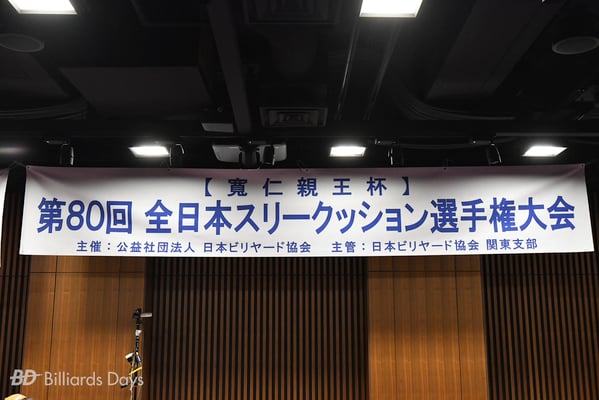 【寛仁親王杯】
第80回 全日本スリークッション選手権大会
主催：公益社団法人 日本ビリヤード協会 主管：日本ビリヤード協会 関東支部
BD Billiards Days